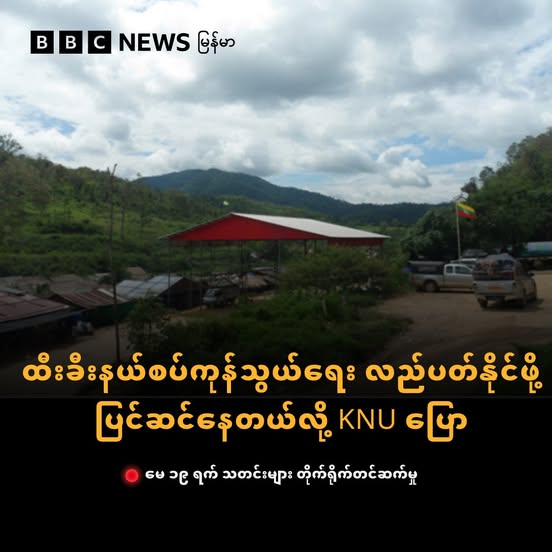 BBC NEWS မြန်မာ
ထီးခီးနယ်စပ်ကုန်သွယ်ရေး လည်ပတ်နိုင်ဖို့
ပြင်ဆင်နေတယ်လို့ KNU ပြော
မေ ၁၉ ရက် သတင်းများ တိုက်ရိုက်တင်ဆက်မှု